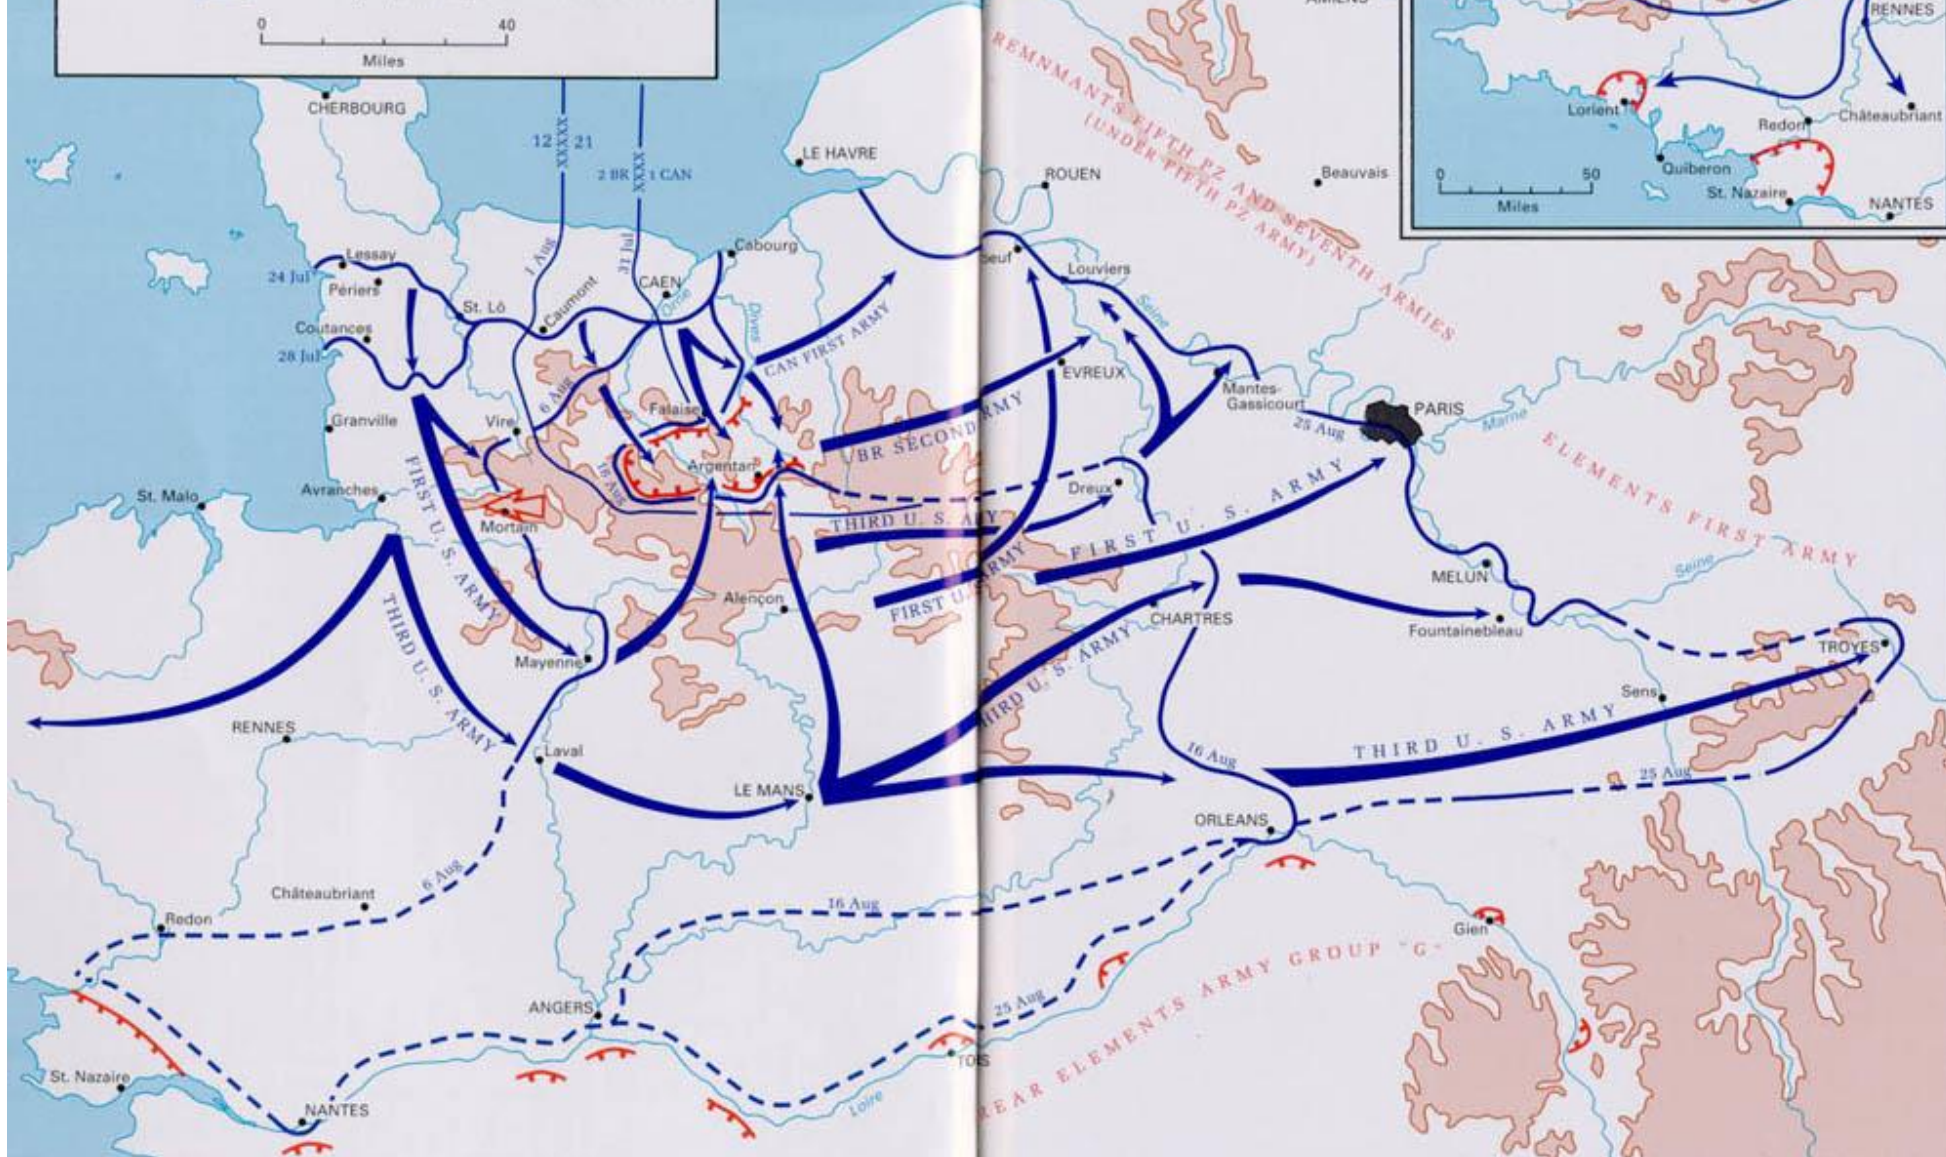 0
40
Miles
CHERBOURG
12
XXXXX
21
2 BR
XXXX
1 CAN
LE HAVRE
ROUEN
Beauvais
REMNMANTS FIFTH PZ AND SEVENTH ARMIES
(UNDER FIFTH PZ ARMY)
RENNES
Lorient
Redon
Châteaubriant
Quiberon
St. Nazaire
NANTES
0
50
Miles
1 Aug
31 Jul
Cabourg
Lessay
24 Jul
Périers
St. Lô
Caumont
CAEN
Orne
Dives
Louviers
Seine
Coutances
28 Jul
CAN FIRST ARMY
EVREUX
Mantes-
Gassicourt
PARIS
Marne
25 Aug
6 Aug
Granville
Vire
Falaise
BR SECOND ARMY
ELEMENTS FIRST ARMY
Argentan
16 Aug
Dreux
St. Malo
Avranches
Mortain
FIRST U. S. ARMY
THIRD U. S. A Y
FIRST U. S. ARMY
FIRST U. ARMY
MELUN
Seine
Alençon
CHARTRES
Fountainebleau
THIRD U. S. ARMY
Mayenne
HIRD U. S. ARMY
TROYES
Sens
RENNES
Laval
THIRD U. S. ARMY
16 Aug
25 Aug
LE MANS
ORLEANS
6 Aug
Châteaubriant
16 Aug
Redon
Gien
REAR ELEMENTS ARMY GROUP "G"
ANGERS
25 Aug
St. Nazaire
Loire
NANTES